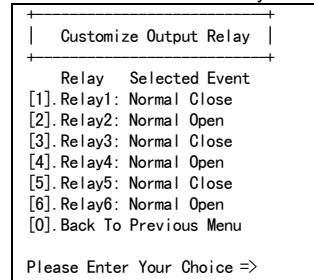 +----------------------------+
|   Customize Output Relay   |
+----------------------------+
Relay   Selected Event
[1].Relay1: Normal Close
[2].Relay2: Normal Open
[3].Relay3: Normal Close
[4].Relay4: Normal Open
[5].Relay5: Normal Close
[6].Relay6: Normal Open
[0].Back To Previous Menu
Please Enter Your Choice =>